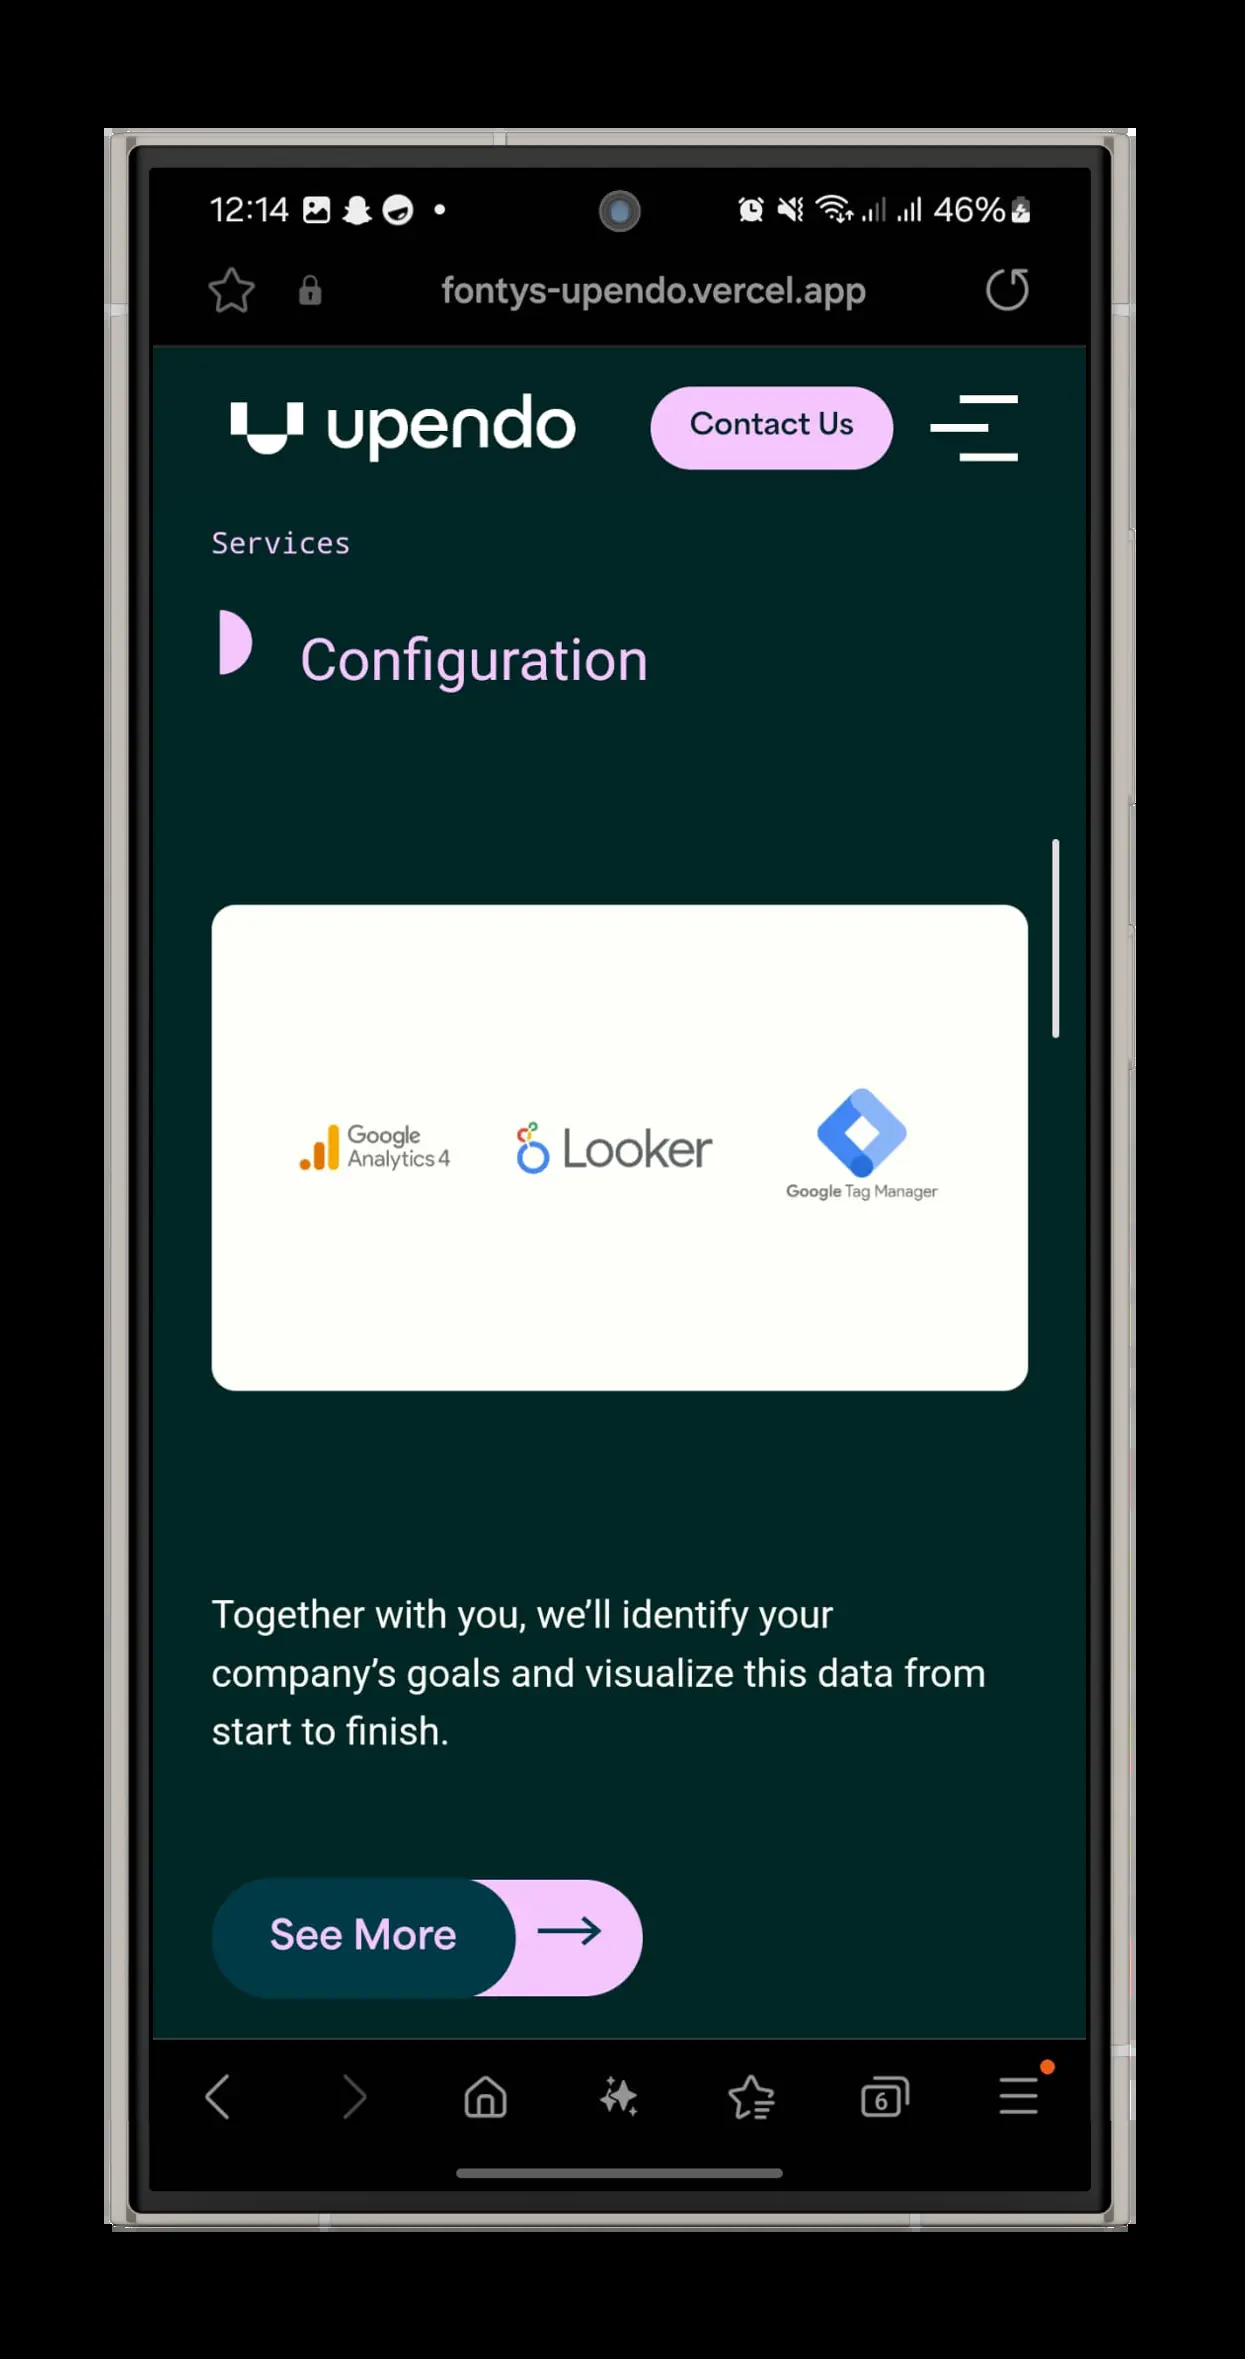 12:14
46%
fontys-upendo.vercel.app
upendo
Contact Us
Services
Configuration
Google
Analytics 4
Looker
Google Tag Manager
Together with you, we’ll identify your
company’s goals and visualize this data from
start to finish.
See More
6